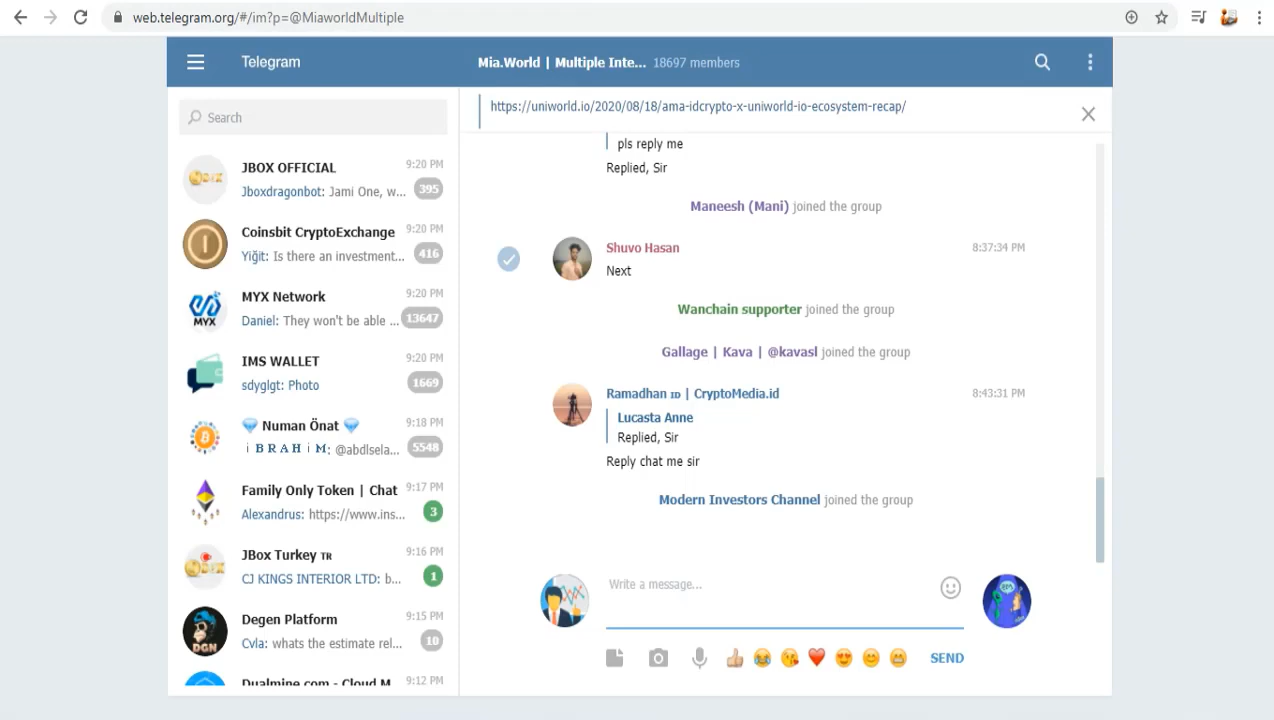 web.telegram.org/#/im?p=@MiaworldMultiple
Telegram
Mia.World | Multiple Inte... 18697 members
Search
JBOX OFFICIAL 9:20 PM
Jboxdragonbot: Jami One, w... 395
Coinsbit CryptoExchange 9:20 PM
Yiğit: Is there an investment... 416
MYX Network 9:20 PM
Daniel: They won't be able ... 13647
MYX
IMS WALLET 9:20 PM
sdyglgt: Photo 1669
💎 Numan Önat 💎 9:18 PM
i B R A H i M: @abdlsela... 5548
Family Only Token | Chat 9:17 PM
Alexandrus: https://www.ins... 3
JBox Turkey TR 9:16 PM
CJ KINGS INTERIOR LTD: b... 1
Degen Platform 9:15 PM
Cvla: whats the estimate rel... 10
DGN
Dualmine.com - Cloud M... 9:12 PM
https://uniworld.io/2020/08/18/ama-idcrypto-x-uniworld-io-ecosystem-recap/
pls reply me
Replied, Sir
Maneesh (Mani) joined the group
Shuvo Hasan 8:37:34 PM
Next
Wanchain supporter joined the group
Gallage | Kava | @kavasl joined the group
Ramadhan ID | CryptoMedia.id 8:43:31 PM
Lucasta Anne
Replied, Sir
Reply chat me sir
Modern Investors Channel joined the group
Write a message...
SEND